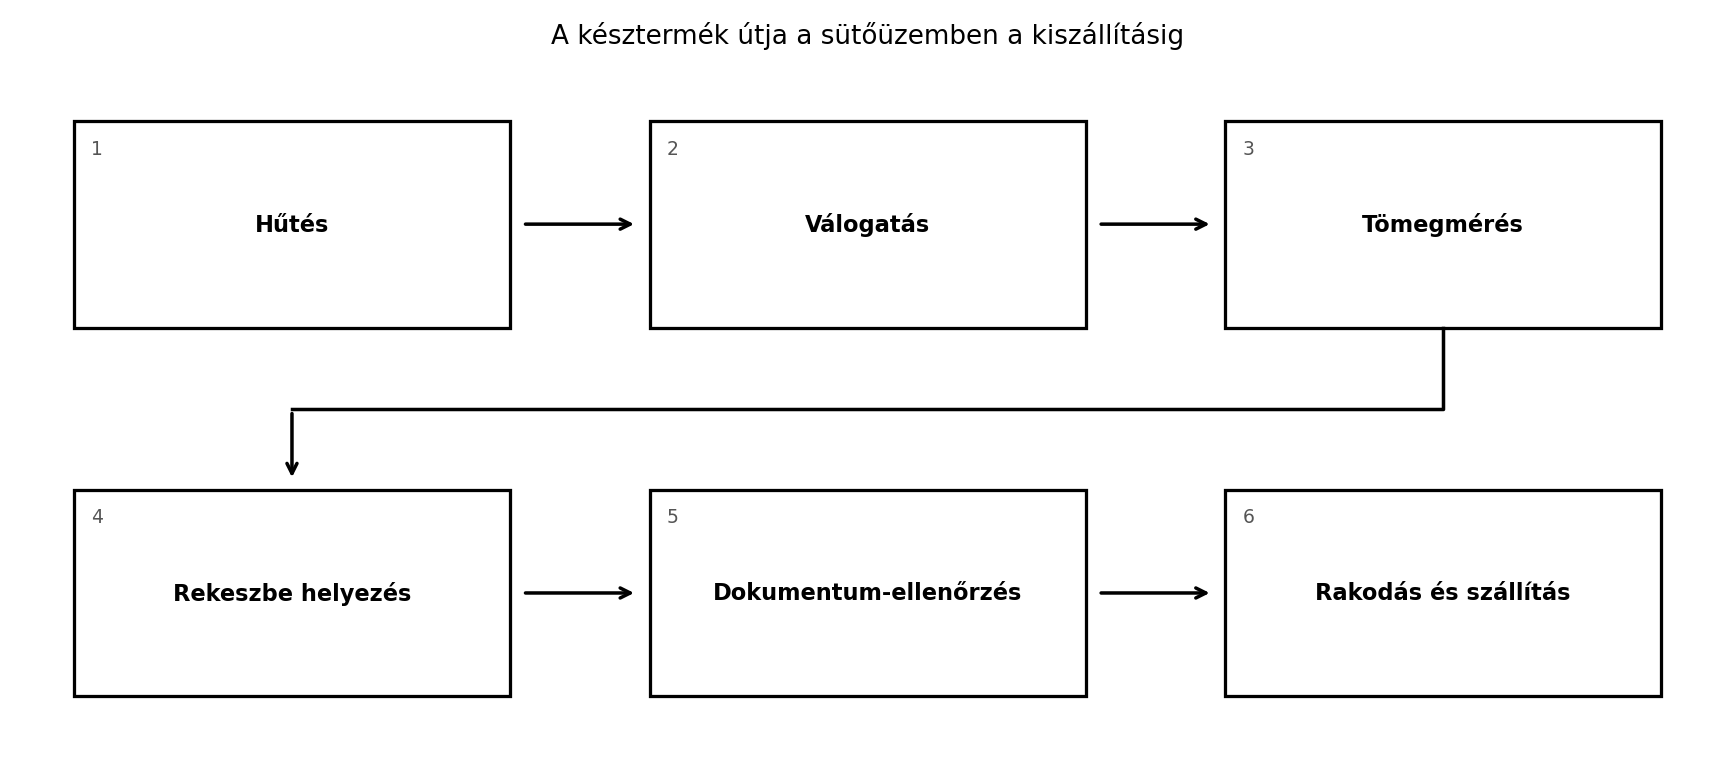 A késztermék útja a sütőüzemben a kiszállításig
1
Hűtés
2
Válogatás
3
Tömegmérés
4
Rekeszbe helyezés
5
Dokumentum-ellenőrzés
6
Rakodás és szállítás